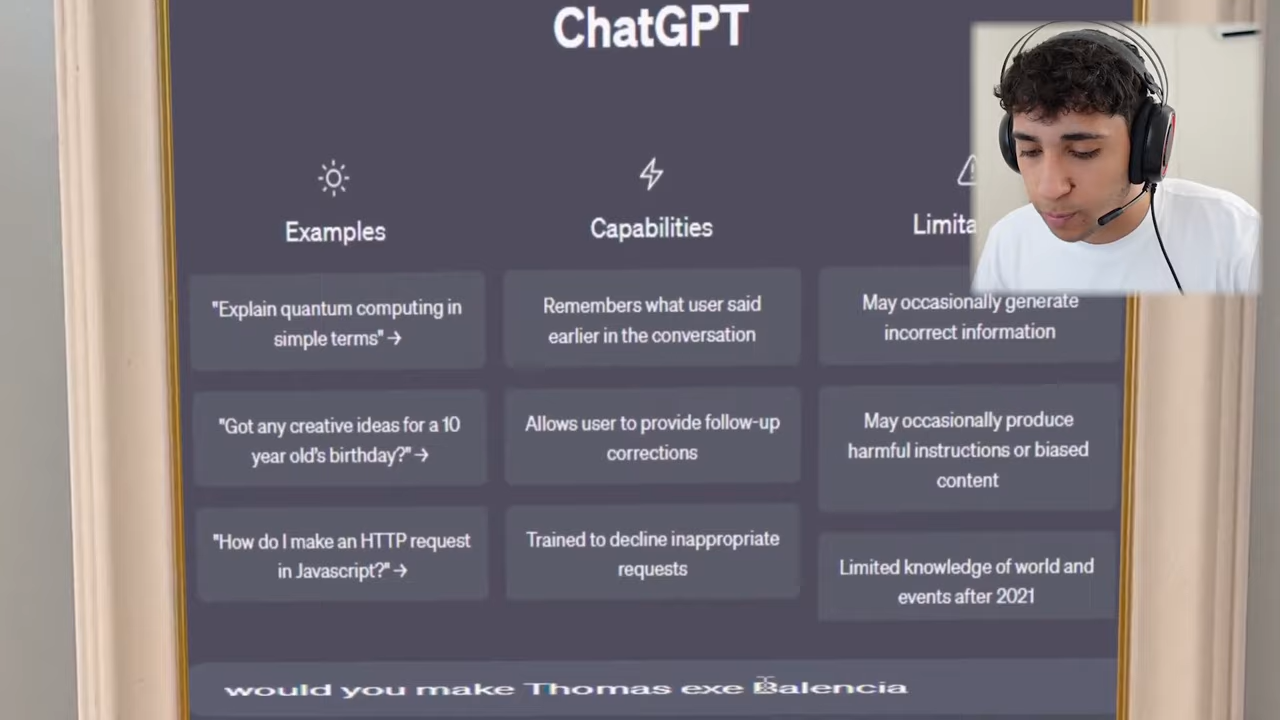 ChatGPT
Examples
Capabilities
"Explain quantum computing in
simple terms" →
Remembers what user said
earlier in the conversation
May occasionally generate
incorrect information
"Got any creative ideas for a 10
year old's birthday?" →
Allows user to provide follow-up
corrections
May occasionally produce
harmful instructions or biased
content
"How do I make an HTTP request
in Javascript?" →
Trained to decline inappropriate
requests
Limited knowledge of world and
events after 2021
would you make Thomas exe Balencia